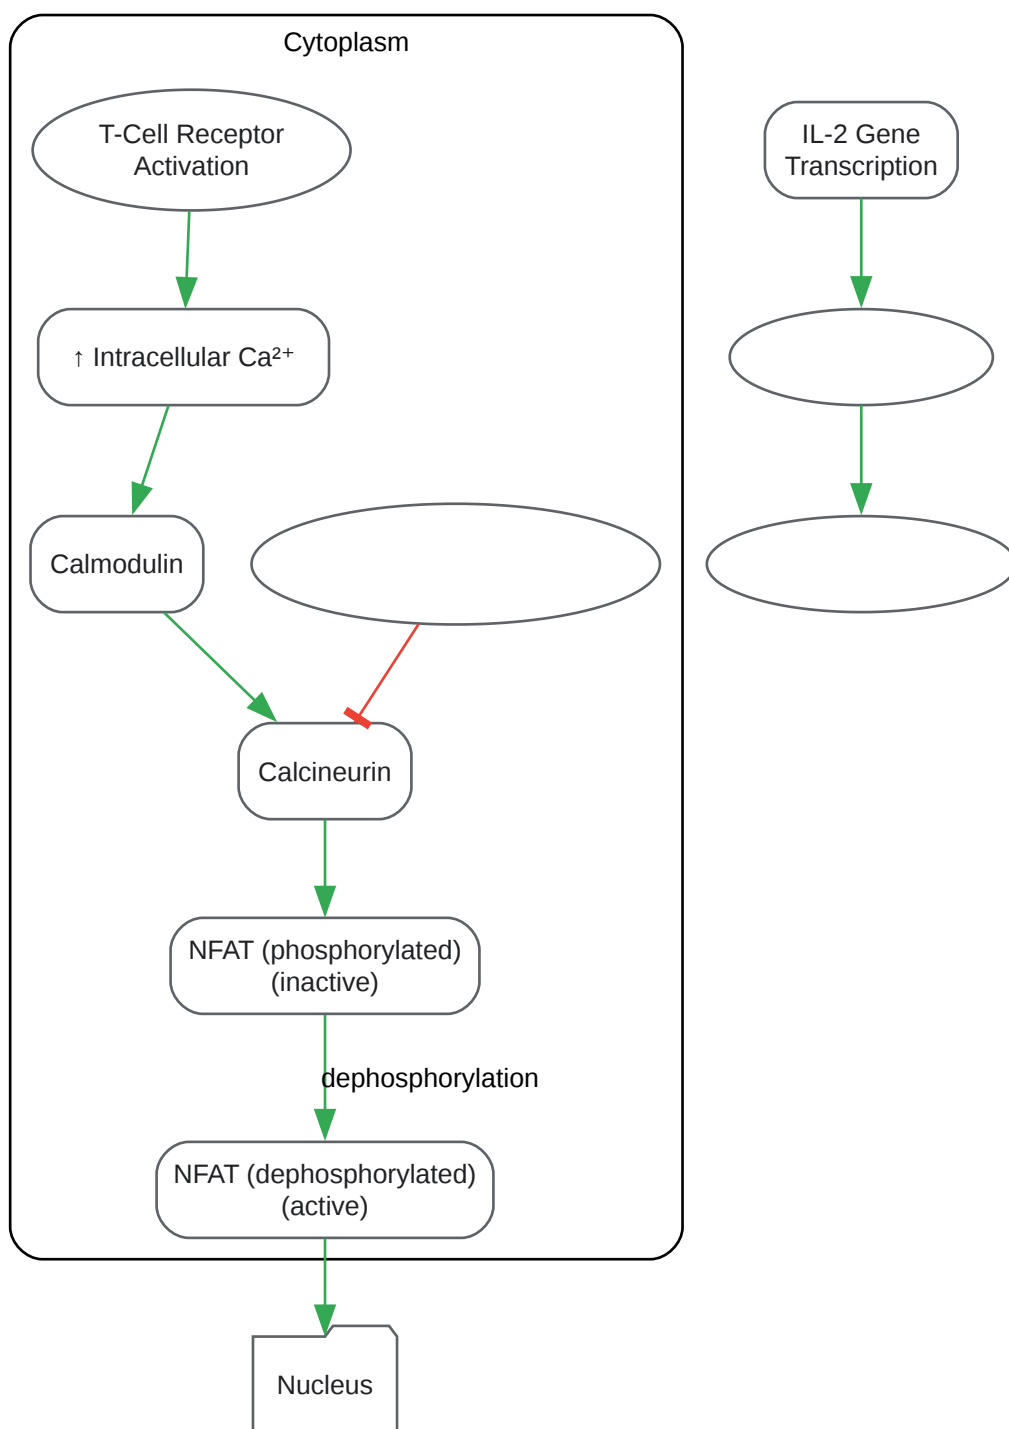 Cytoplasm
T-Cell Receptor
Activation
IL-2 Gene
Transcription
↑ Intracellular Ca²⁺
Calmodulin
Calcineurin
NFAT (phosphorylated)
(inactive)
dephosphorylation
NFAT (dephosphorylated)
(active)
Nucleus